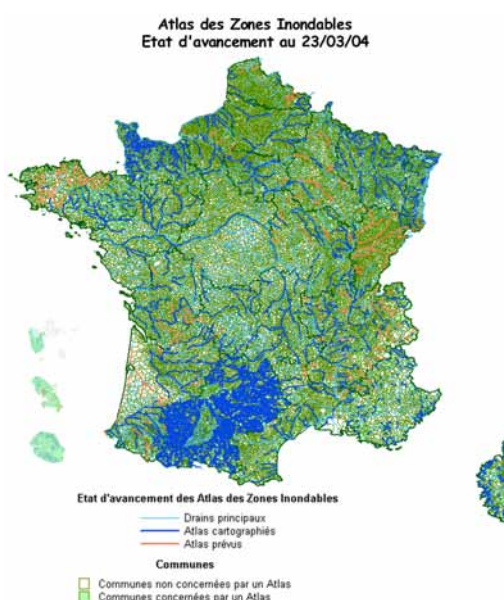 Atlas des Zones Inondables
Etat d'avancement au 23/03/04
Etat d'avancement des Atlas des Zones Inondables
Drains principaux
Atlas cartographiés
Atlas prévus
Communes
Communes non concernées par un Atlas
Communes concernées par un Atlas